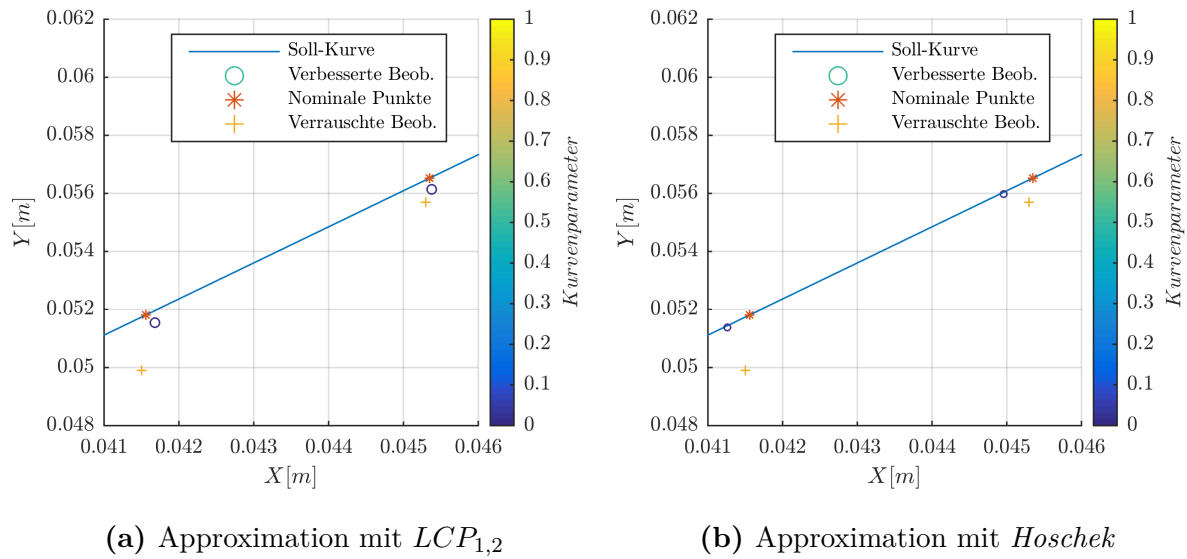 0.062
0.06
0.058
0.056
0.054
0.052
0.05
0.048
Y[m]
Soll-Kurve
Verbesserte Beob.
Nominale Punkte
Verrauschte Beob.
0.041 0.042 0.043 0.044 0.045 0.046
X[m]
1
0.9
0.8
0.7
0.6
0.5
0.4
0.3
0.2
0.1
0
Kurvenparameter
(a) Approximation mit LCP1,2
0.062
0.06
0.058
0.056
0.054
0.052
0.05
0.048
Y[m]
Soll-Kurve
Verbesserte Beob.
Nominale Punkte
Verrauschte Beob.
0.041 0.042 0.043 0.044 0.045 0.046
X[m]
1
0.9
0.8
0.7
0.6
0.5
0.4
0.3
0.2
0.1
0
Kurvenparameter
(b) Approximation mit Hoschek